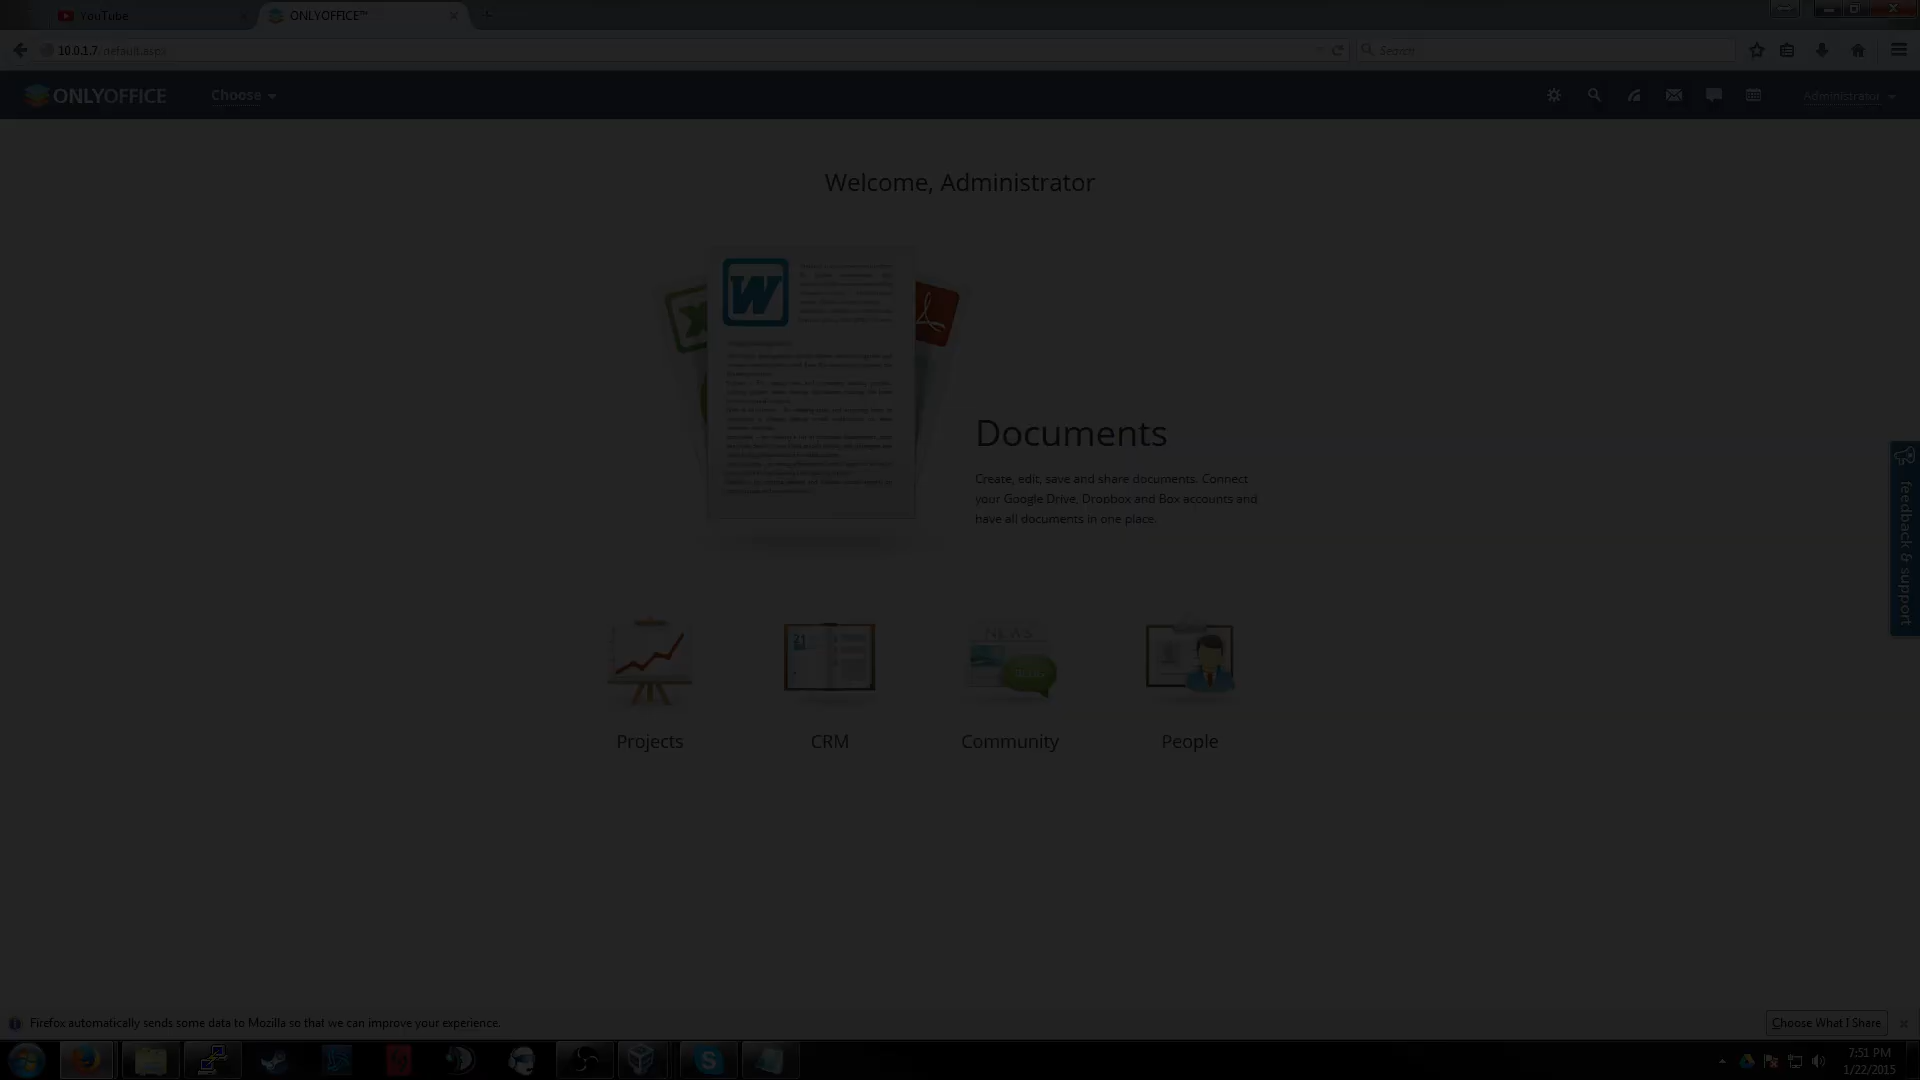 YouTube
ONLYOFFICE™
10.0.1.7/default.aspx
Search
ONLYOFFICE
Choose
Administrator
Welcome, Administrator
Documents
Create, edit, save and share documents. Connect
your Google Drive, Dropbox and Box accounts and
have all documents in one place.
feedback & support
NEWS
21
Projects
CRM
Community
People
Firefox automatically sends some data to Mozilla so that we can improve your experience.
Choose What I Share
7:51 PM
1/22/2015